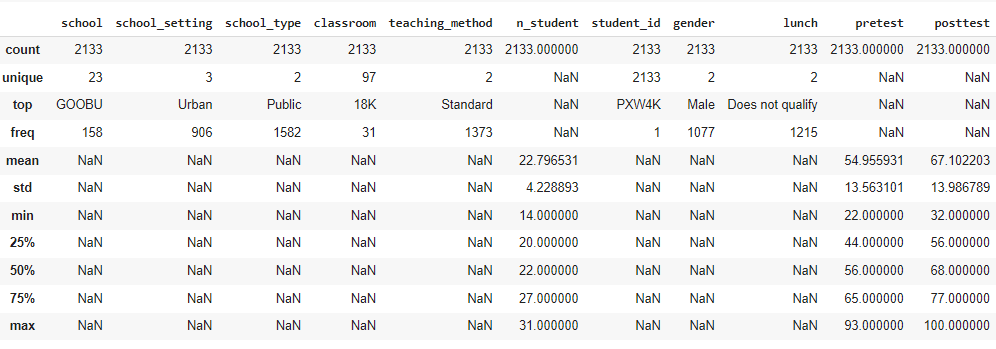 school school_setting school_type classroom teaching_method n_student student_id gender lunch pretest posttest
count 2133 2133 2133 2133 2133 2133.000000 2133 2133 2133 2133.000000 2133.000000
unique 23 3 2 97 2 NaN 2133 2 2 NaN NaN
top GOOBU Urban Public 18K Standard NaN PXW4K Male Does not qualify NaN NaN
freq 158 906 1582 31 1373 NaN 1 1077 1215 NaN NaN
mean NaN NaN NaN NaN NaN 22.796531 NaN NaN NaN 54.955931 67.102203
std NaN NaN NaN NaN NaN 4.228893 NaN NaN NaN 13.563101 13.986789
min NaN NaN NaN NaN NaN 14.000000 NaN NaN NaN 22.000000 32.000000
25% NaN NaN NaN NaN NaN 20.000000 NaN NaN NaN 44.000000 56.000000
50% NaN NaN NaN NaN NaN 22.000000 NaN NaN NaN 56.000000 68.000000
75% NaN NaN NaN NaN NaN 27.000000 NaN NaN NaN 65.000000 77.000000
max NaN NaN NaN NaN NaN 31.000000 NaN NaN NaN 93.000000 100.000000